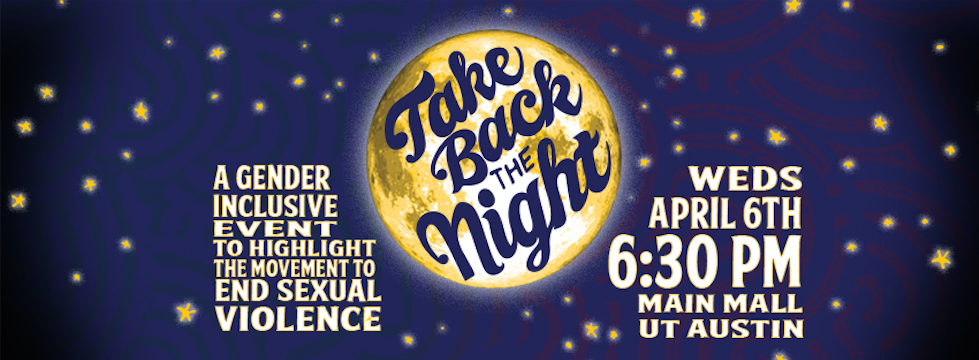 Take
Back
THE
Night
A GENDER
INCLUSIVE
EVENT
TO HIGHLIGHT
THE MOVEMENT TO
END SEXUAL
VIOLENCE
WEDS
APRIL 6TH
6:30 PM
MAIN MALL
UT AUSTIN